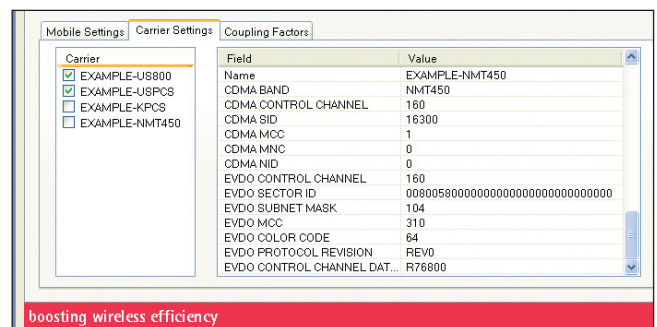 Mobile Settings Carrier Settings Coupling Factors
Carrier
EXAMPLE-US800
EXAMPLE-USPCS
EXAMPLE-KPCS
EXAMPLE-NMT450
Field Value
Name EXAMPLE-NMT450
CDMA BAND NMT450
CDMA CONTROL CHANNEL 160
CDMA SID 16300
CDMA MCC 1
CDMA MNC 0
CDMA NID 0
EVDO CONTROL CHANNEL 160
EVDO SECTOR ID 00800580000000000000000000000000
EVDO SUBNET MASK 104
EVDO MCC 310
EVDO COLOR CODE 64
EVDO PROTOCOL REVISION REV0
EVDO CONTROL CHANNEL DAT... R76800
boosting wireless efficiency